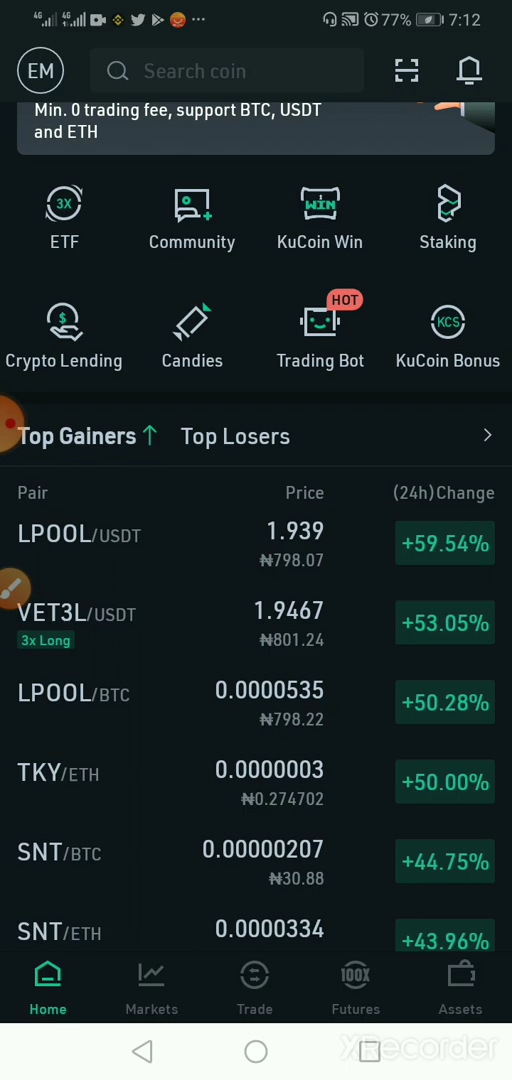 4G 4G 77% 7:12
EM Search coin
Min. 0 trading fee, support BTC, USDT
and ETH
3X WIN
ETF Community KuCoin Win Staking
HOT
$ KCS
Crypto Lending Candies Trading Bot KuCoin Bonus
Top Gainers Top Losers
Pair Price (24h)Change
LPOOL/USDT 1.939 +59.54%
₦798.07
VET3L/USDT 1.9467 +53.05%
3x Long ₦801.24
LPOOL/BTC 0.0000535 +50.28%
₦798.22
TKY/ETH 0.0000003 +50.00%
₦0.274702
SNT/BTC 0.00000207 +44.75%
₦30.88
SNT/ETH 0.0000334 +43.96%
100X
Home Markets Trade Futures Assets
XRecorder